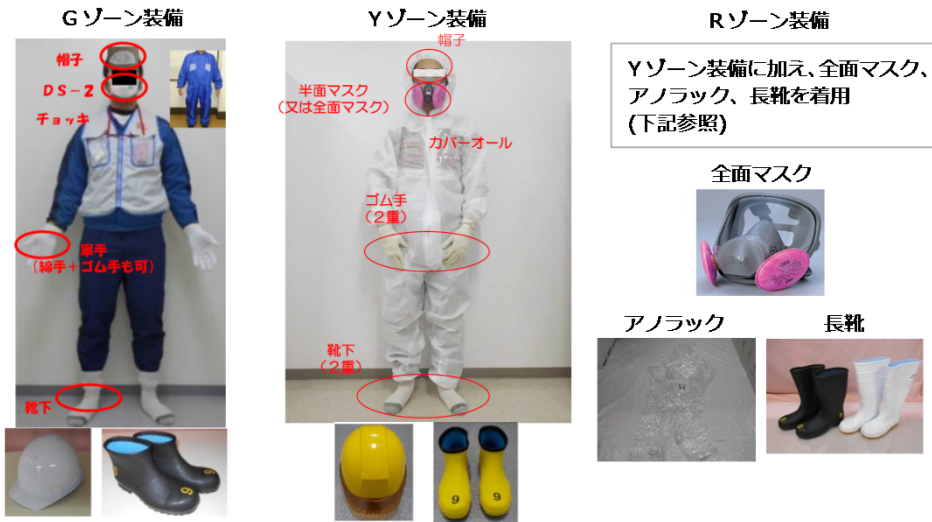 Gゾーン装備
帽子
DS-2
チョッキ
軍手
(綿手+ゴム手も可)
靴下
9
9
Yゾーン装備
帽子
半面マスク
(又は全面マスク)
カバーオール
ゴム手
(2重)
靴下
(2重)
9
9
Rゾーン装備
Yゾーン装備に加え、全面マスク、
アノラック、長靴を着用
(下記参照)
全面マスク
アノラック
長靴